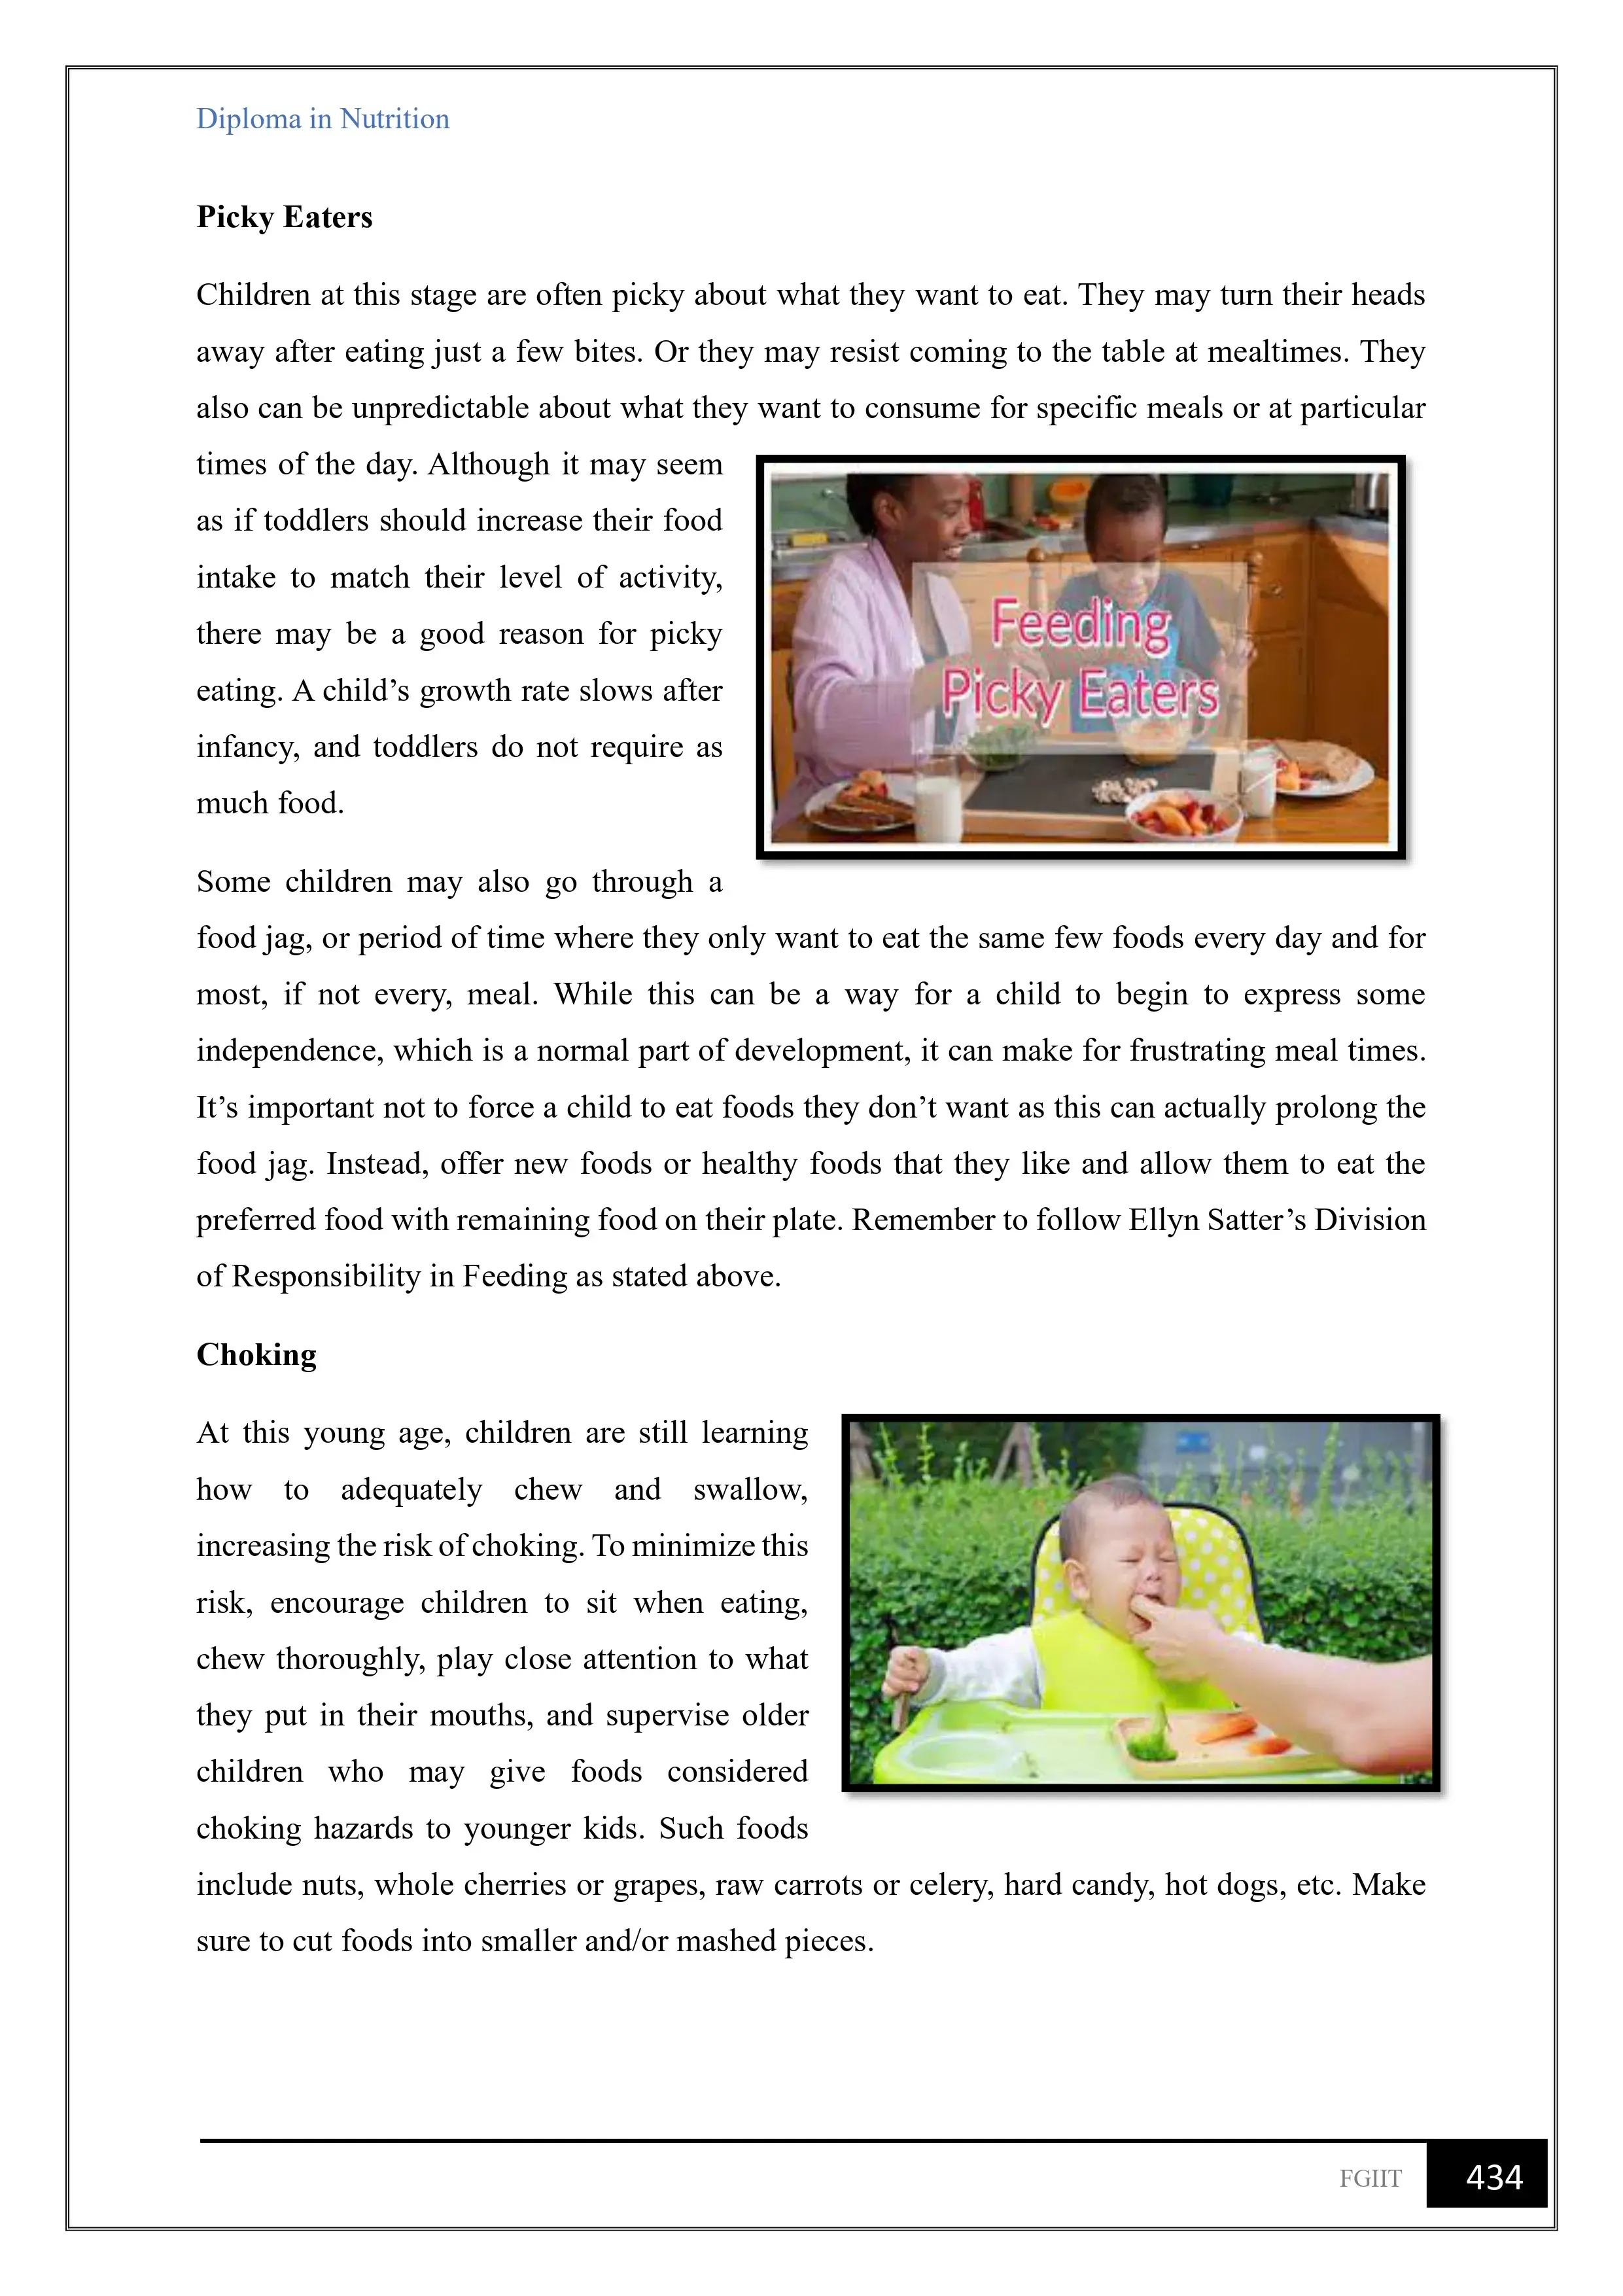 Diploma in Nutrition
Picky Eaters
Children at this stage are often picky about what they want to eat. They may turn their heads
away after eating just a few bites. Or they may resist coming to the table at mealtimes. They
also can be unpredictable about what they want to consume for specific meals or at particular
times of the day. Although it may seem
as if toddlers should increase their food
intake to match their level of activity,
there may be a good reason for picky
eating. A child’s growth rate slows after
infancy, and toddlers do not require as
much food.
Feeding
Picky Eaters
Some children may also go through a
food jag, or period of time where they only want to eat the same few foods every day and for
most, if not every, meal. While this can be a way for a child to begin to express some
independence, which is a normal part of development, it can make for frustrating meal times.
It’s important not to force a child to eat foods they don’t want as this can actually prolong the
food jag. Instead, offer new foods or healthy foods that they like and allow them to eat the
preferred food with remaining food on their plate. Remember to follow Ellyn Satter’s Division
of Responsibility in Feeding as stated above.
Choking
At this young age, children are still learning
how to adequately chew and swallow,
increasing the risk of choking. To minimize this
risk, encourage children to sit when eating,
chew thoroughly, play close attention to what
they put in their mouths, and supervise older
children who may give foods considered
choking hazards to younger kids. Such foods
include nuts, whole cherries or grapes, raw carrots or celery, hard candy, hot dogs, etc. Make
sure to cut foods into smaller and/or mashed pieces.
FGIIT
434